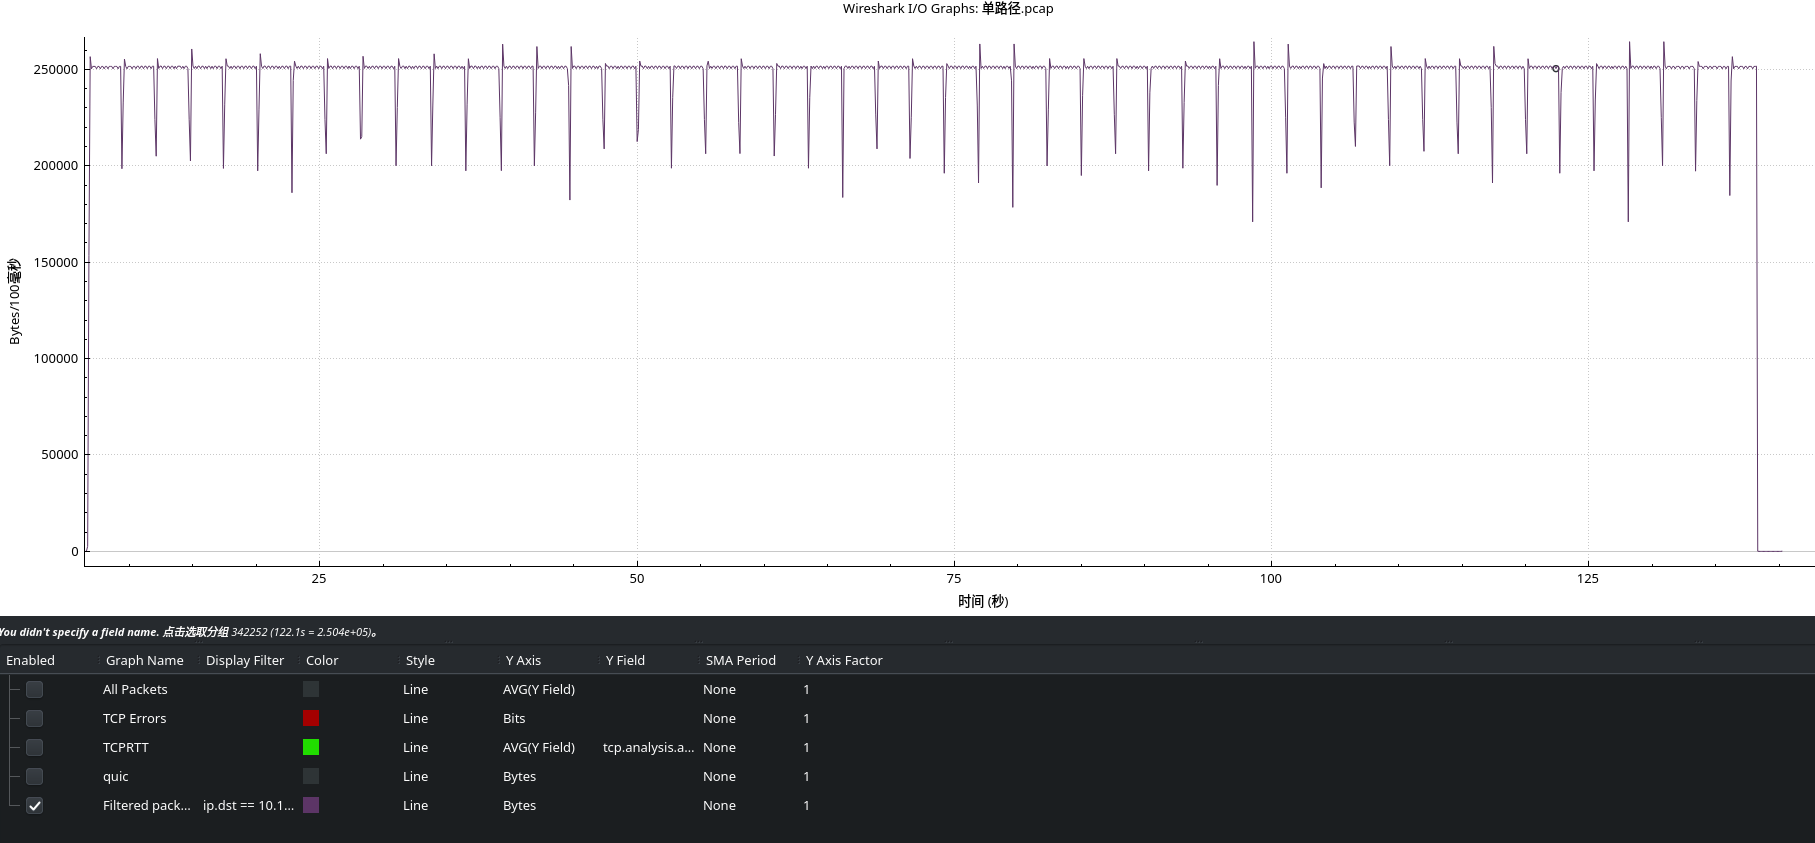 Wireshark I/O Graphs: 单路径.pcap
250000
200000
150000
100000
50000
0
Bytes/100毫秒
25 50 75 100 125
时间 (秒)
You didn't specify a field name. 点击选取分组 342252 (122.1s = 2.504e+05)。
Enabled Graph Name Display Filter Color Style Y Axis Y Field SMA Period Y Axis Factor
All Packets Line AVG(Y Field) None 1
TCP Errors Line Bits None 1
TCPRTT Line AVG(Y Field) tcp.analysis.a... None 1
quic Line Bytes None 1
Filtered pack... ip.dst == 10.1... Line Bytes None 1